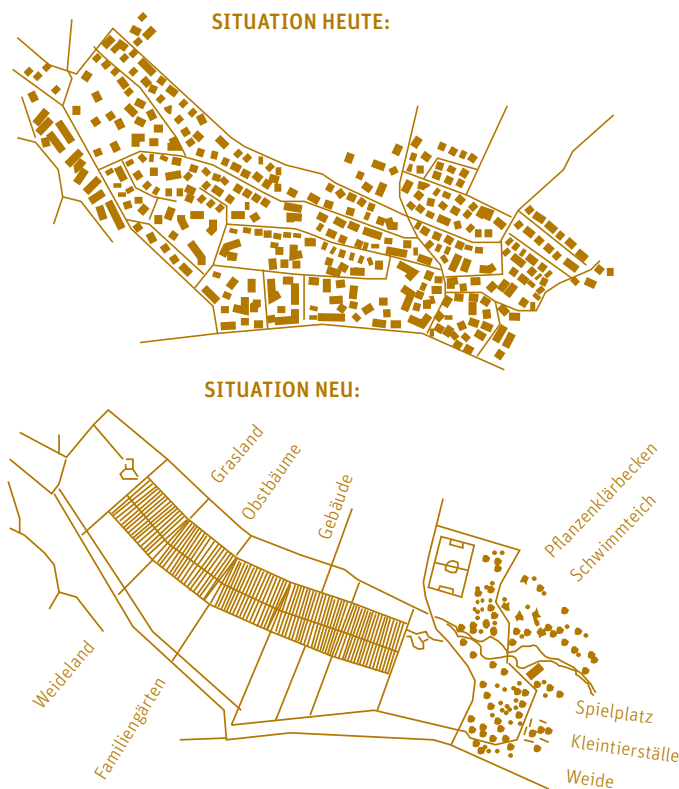 SITUATION HEUTE:
SITUATION NEU:
Grasland
Obstbäume
Gebäude
Pflanzenklärbecken
Schwimmteich
Weideland
Familiengärten
Spielplatz
Kleintierställe
Weide